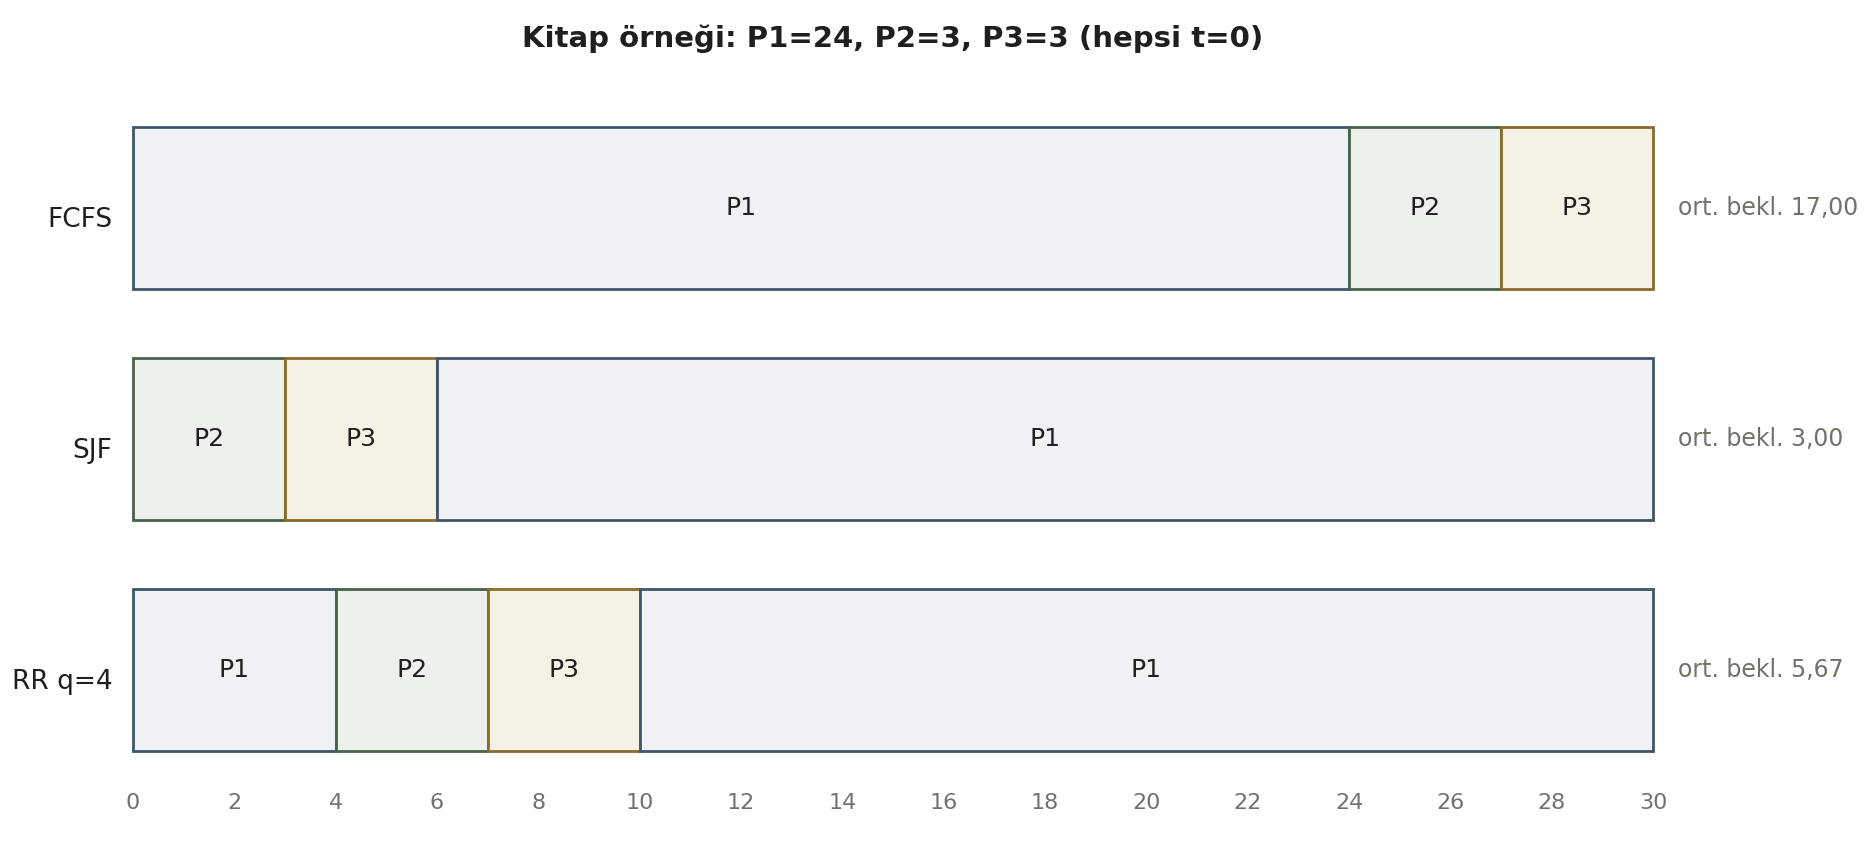 Kitap örneği: P1=24, P2=3, P3=3 (hepsi t=0)
FCFS P1 P2 P3 ort. bekl. 17,00
SJF P2 P3 P1 ort. bekl. 3,00
RR q=4 P1 P2 P3 P1 ort. bekl. 5,67
0 2 4 6 8 10 12 14 16 18 20 22 24 26 28 30